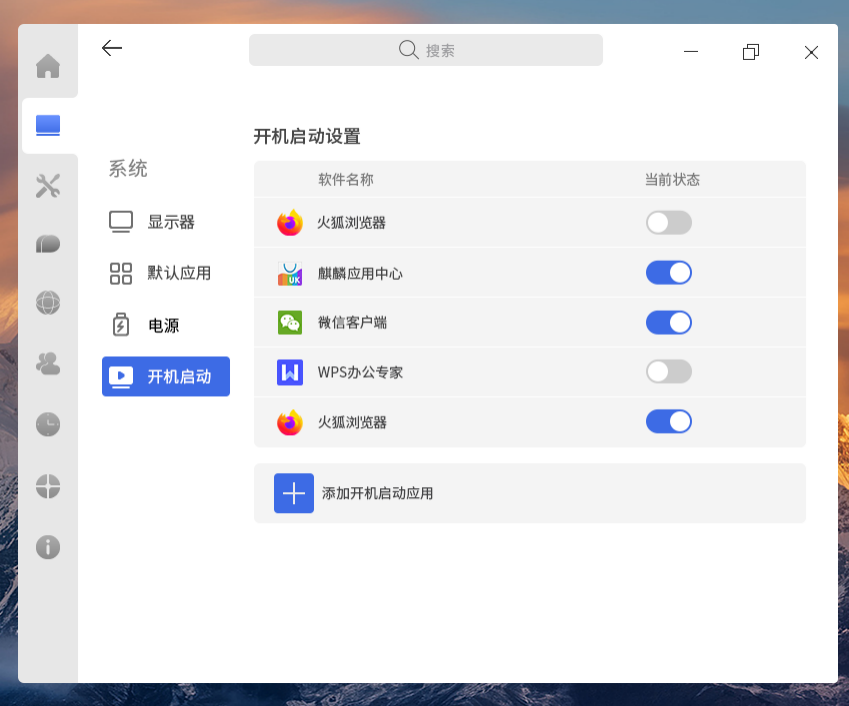 搜索
系统
显示器
默认应用
电源
开机启动
开机启动设置
软件名称 当前状态
火狐浏览器
UK
麒麟应用中心
微信客户端
WPS办公专家
火狐浏览器
添加开机启动应用